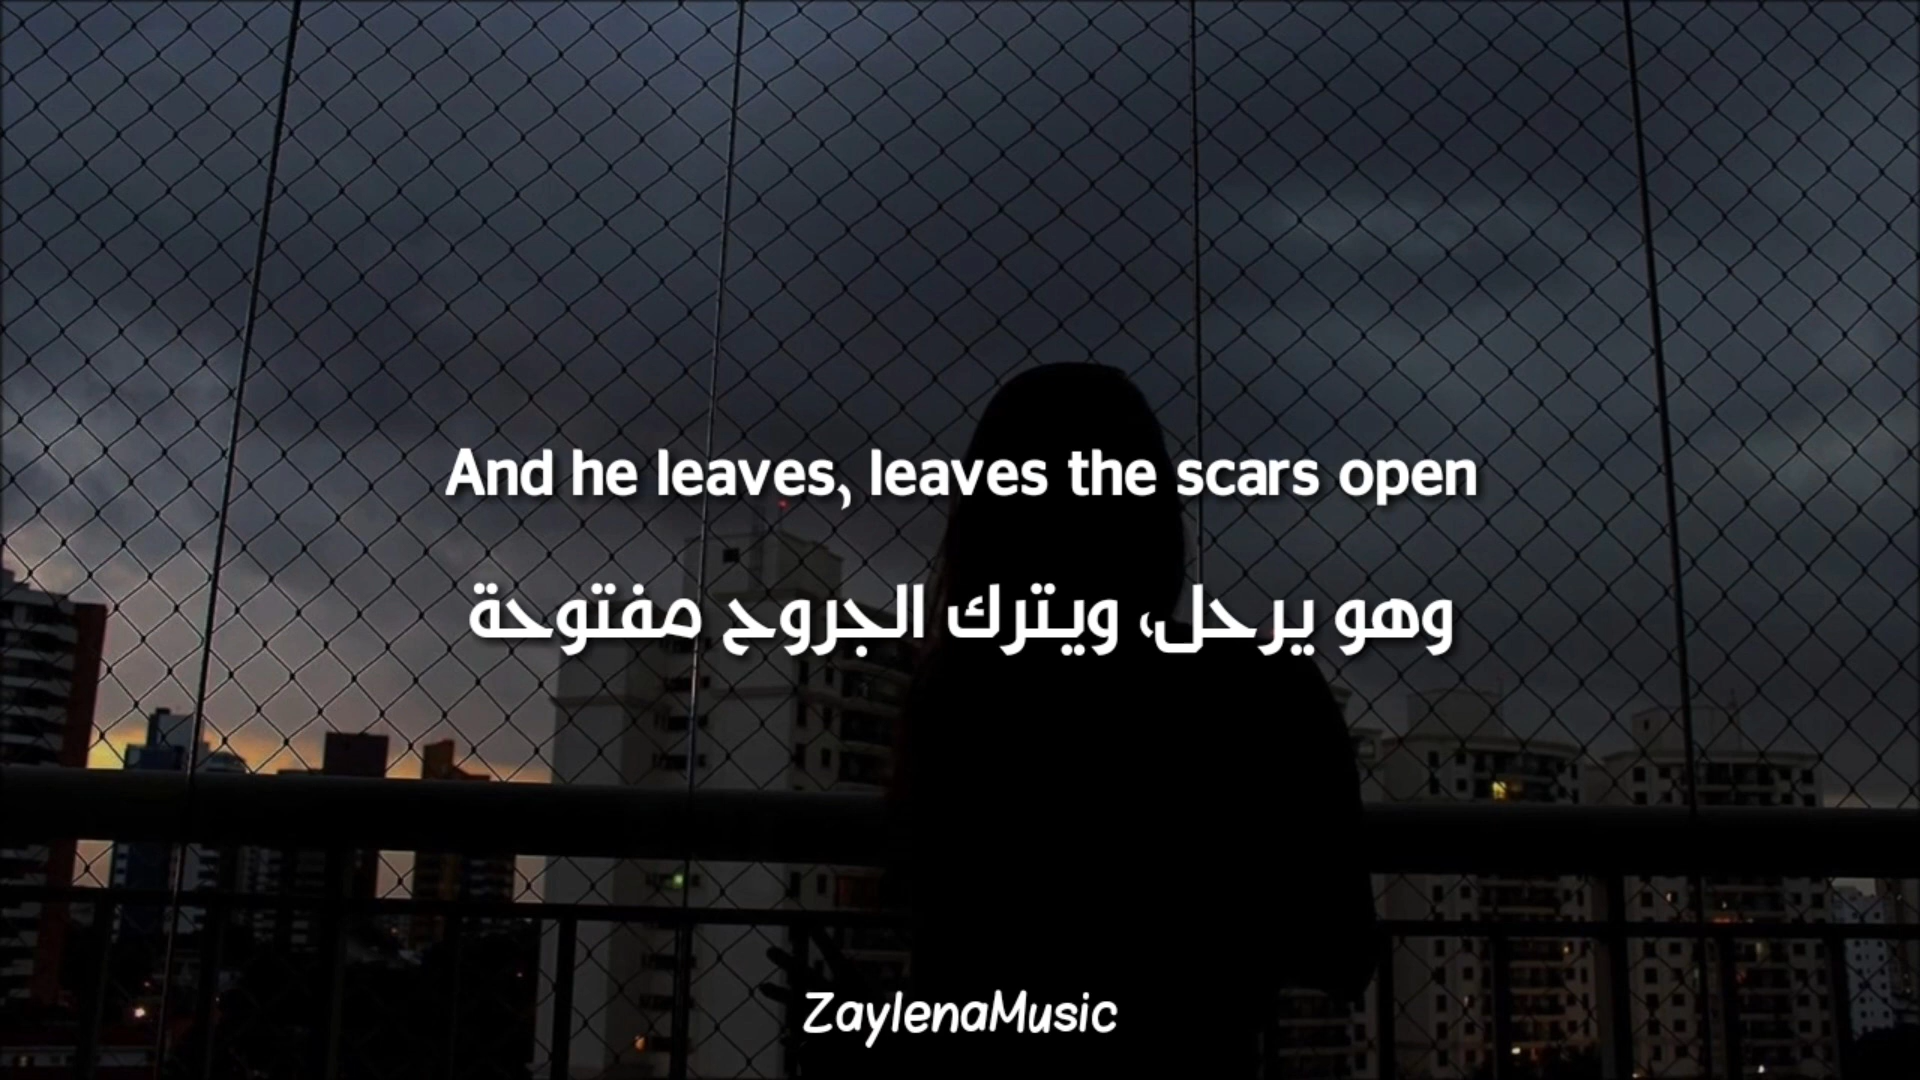 And he leaves, leaves the scars open
وهو يرحل، ويترك الجروح مفتوحة
ZaylenaMusic